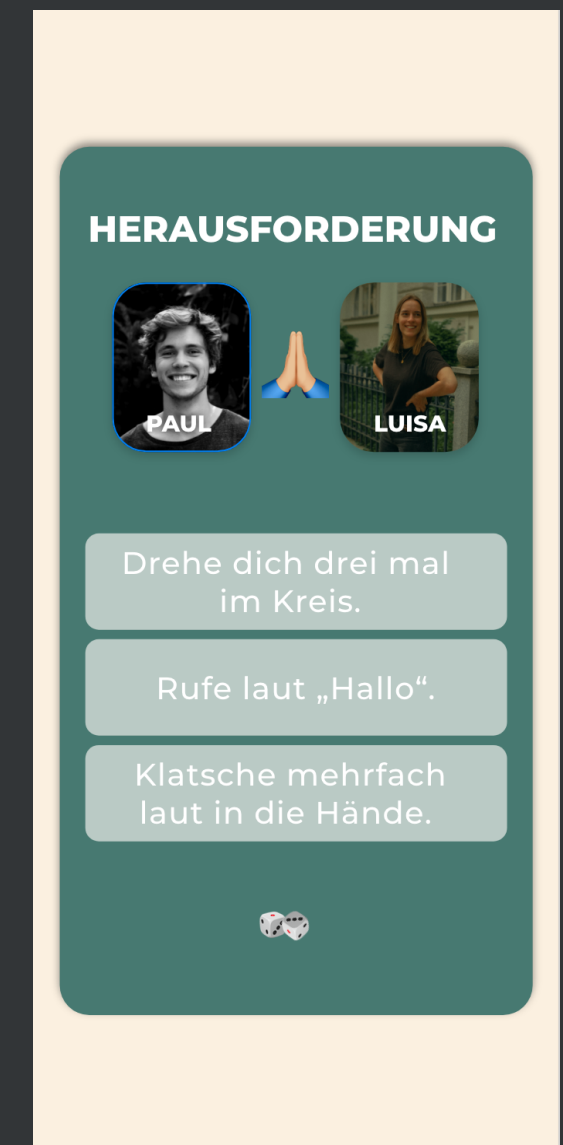 HERAUSFORDERUNG
PAUL
LUISA
Drehe dich drei mal
im Kreis.
Rufe laut „Hallo“.
Klatsche mehrfach
laut in die Hände.